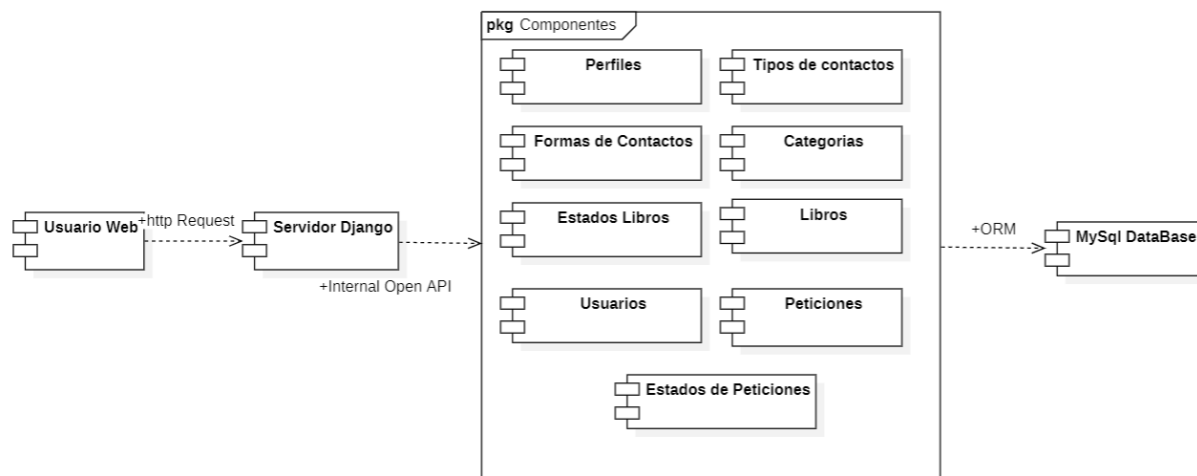 pkg Componentes
Perfiles
Tipos de contactos
Formas de Contactos
Categorias
Usuario Web
+http Request
Servidor Django
+Internal Open API
Estados Libros
Libros
+ORM
MySql DataBase
Usuarios
Peticiones
Estados de Peticiones